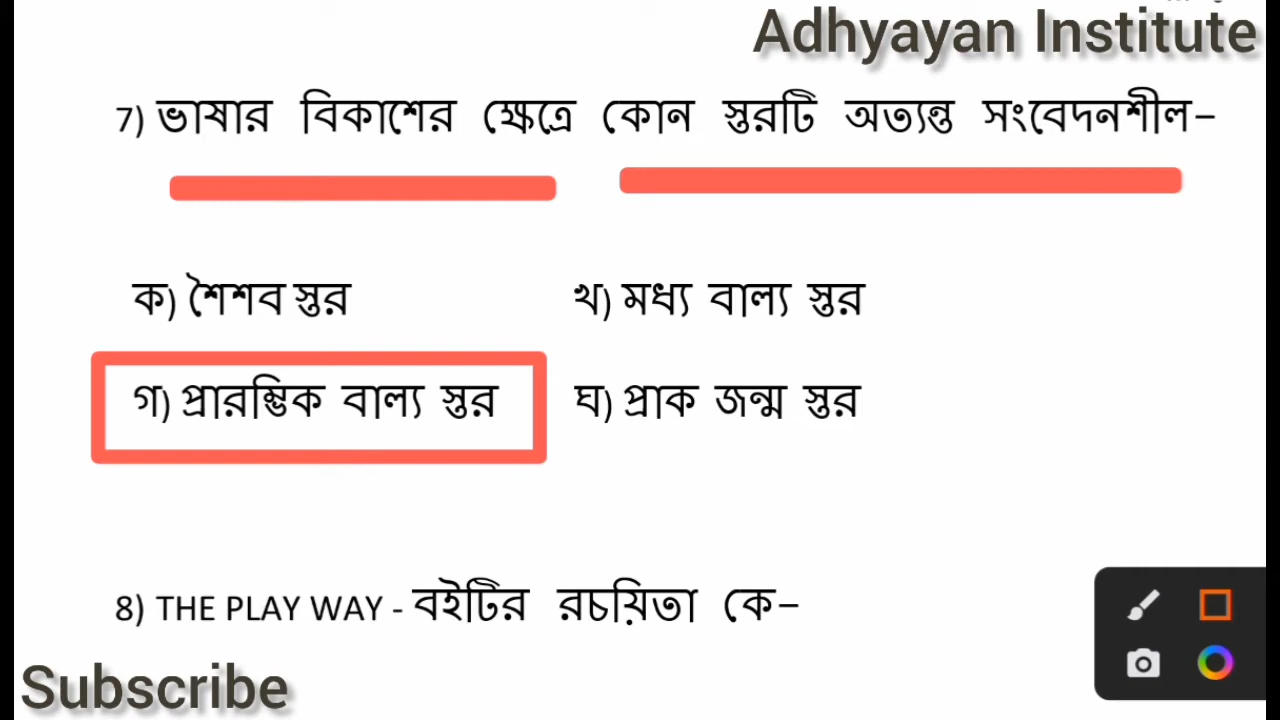 Adhyayan Institute
7) ভাষার বিকাশের ক্ষেত্রে কোন স্তরটি অত্যন্ত সংবেদনশীল-
ক) শৈশব স্তর খ) মধ্য বাল্য স্তর
গ) প্রারম্ভিক বাল্য স্তর ঘ) প্রাক জন্ম স্তর
8) THE PLAY WAY - বইটির রচয়িতা কে-
Subscribe